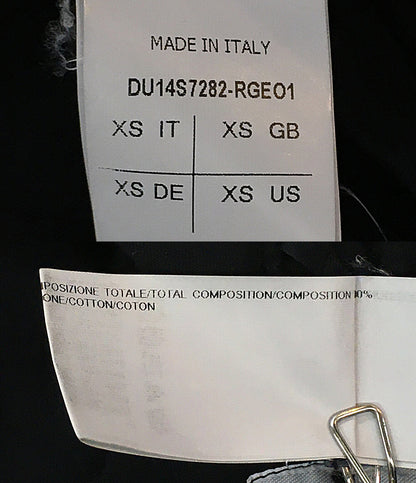 MADE IN ITALY
DU14S7282-RGE01
XS IT XS GB
XS DE XS US
POSIZIONE TOTALE/TOTAL COMPOSITION/COMPOSITION 10%
ONE/COTTON/COTON